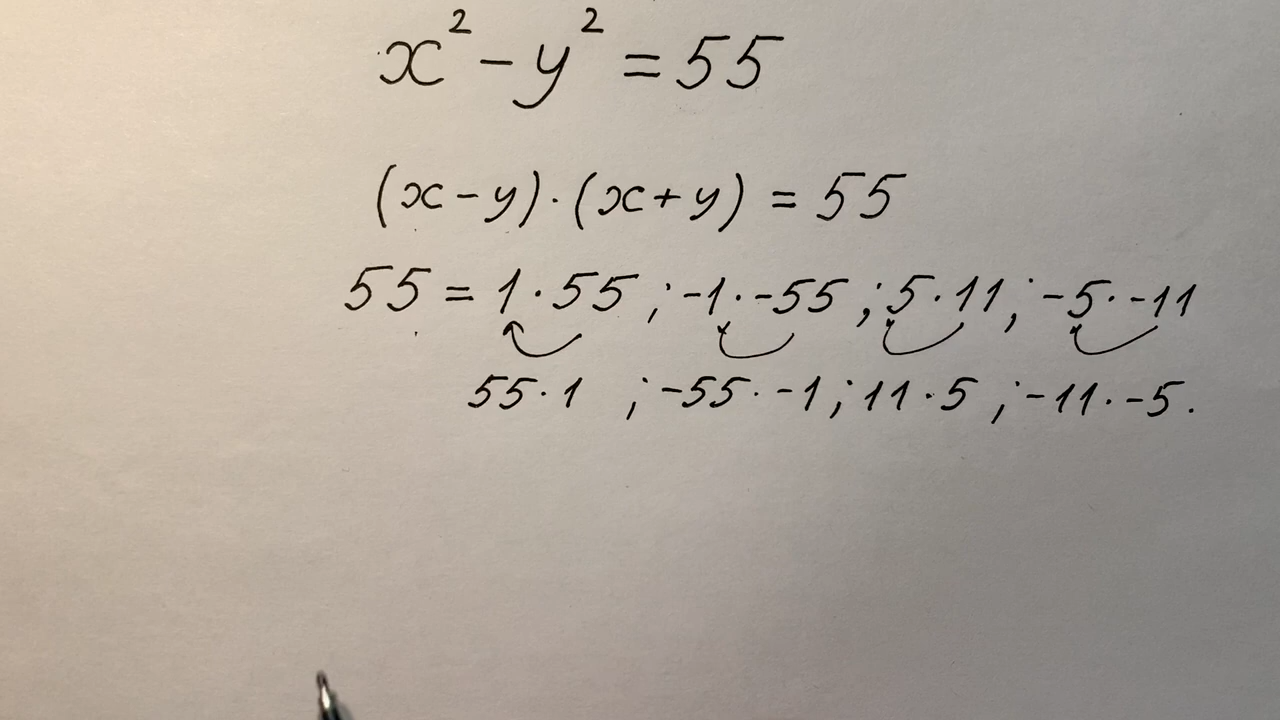 x² - y² = 55
(x - y) · (x + y) = 55
55 = 1 · 55 ; -1 · -55 ; 5 · 11 ; -5 · -11
55 · 1 ; -55 · -1 ; 11 · 5 ; -11 · -5.